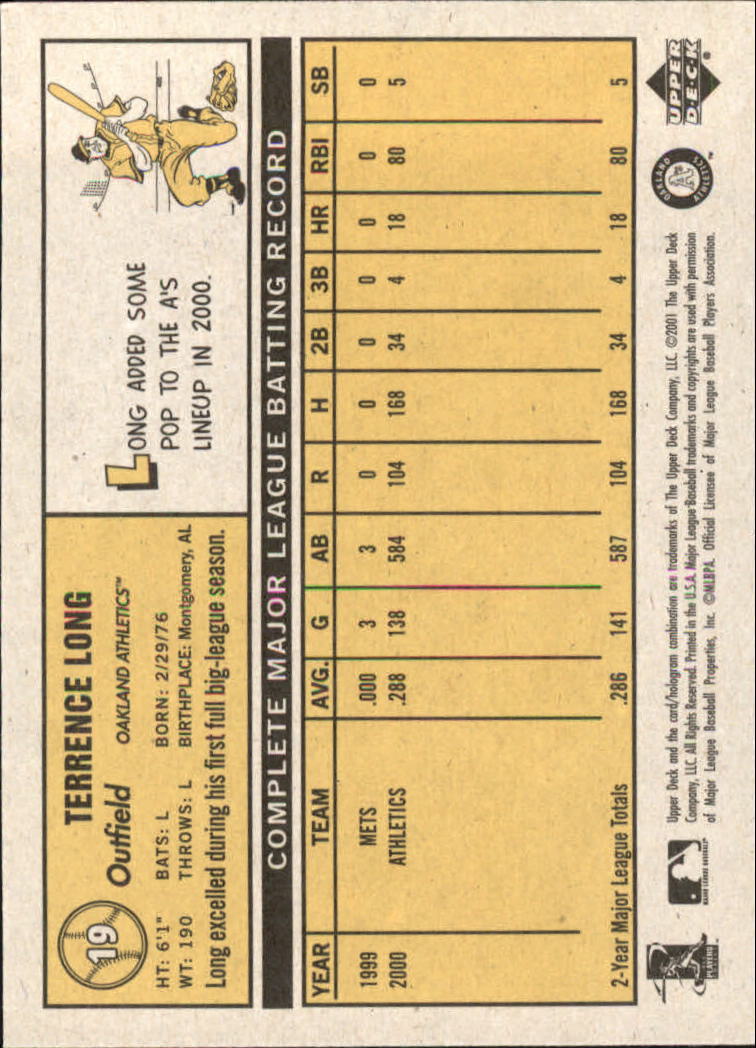 19
TERRENCE LONG
Outfield OAKLAND ATHLETICS™
HT: 6'1" BATS: L BORN: 2/29/76
WT: 190 THROWS: L BIRTHPLACE: Montgomery, AL
Long excelled during his first full big-league season.
LONG ADDED SOME
POP TO THE A'S
LINEUP IN 2000.
COMPLETE MAJOR LEAGUE BATTING RECORD
YEAR TEAM AVG. G AB R H 2B 3B HR RBI SB
1999 METS .000 3 3 0 0 0 0 0 0 0
2000 ATHLETICS .288 138 584 104 168 34 4 18 80 5
2-Year Major League Totals .286 141 587 104 168 34 4 18 80 5
Upper Deck and the card/hologram combination are trademarks of The Upper Deck Company, LLC. ©2001 The Upper Deck
Company, LLC. All Rights Reserved. Printed in the U.S.A. Major League Baseball trademarks and copyrights are used with permission
of Major League Baseball Properties, Inc. ©MLBPA. Official Licensee of Major League Baseball Players Association.
MAJOR LEAGUE BASEBALL
PLAYERS
OAKLAND ATHLETICS™
UPPER
D·E·C·K®